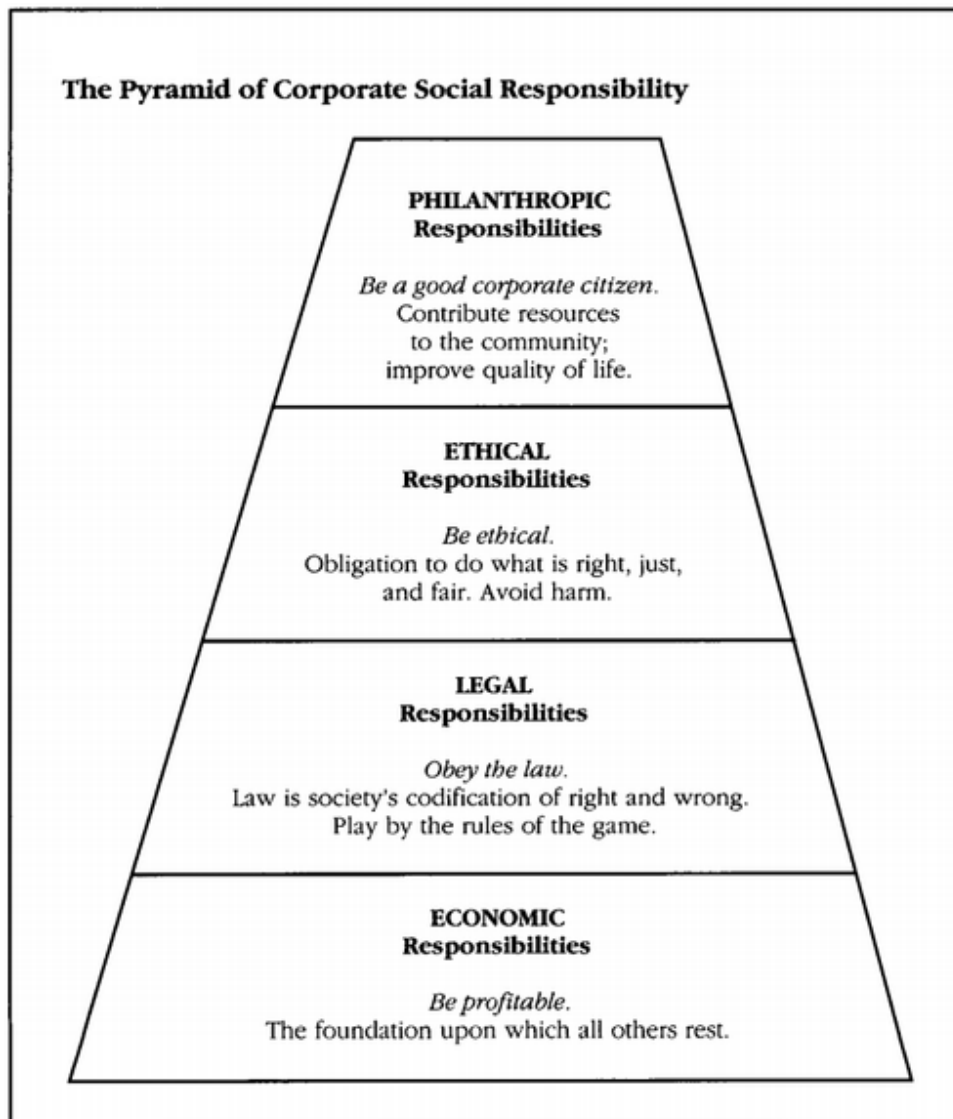 The Pyramid of Corporate Social Responsibility
PHILANTHROPIC
Responsibilities
Be a good corporate citizen.
Contribute resources
to the community;
improve quality of life.
ETHICAL
Responsibilities
Be ethical.
Obligation to do what is right, just,
and fair. Avoid harm.
LEGAL
Responsibilities
Obey the law.
Law is society's codification of right and wrong.
Play by the rules of the game.
ECONOMIC
Responsibilities
Be profitable.
The foundation upon which all others rest.